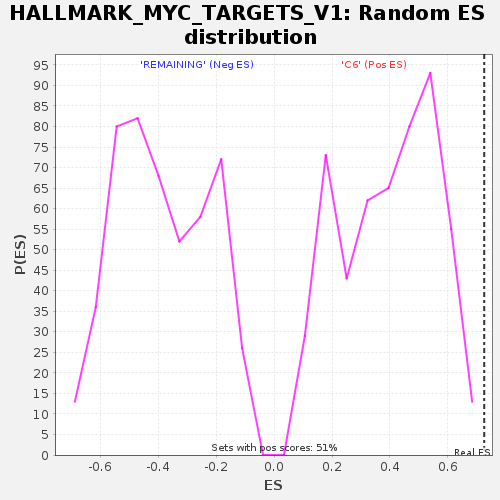 HALLMARK_MYC_TARGETS_V1: Random ES
distribution
'REMAINING' (Neg ES)
'C6' (Pos ES)
P(ES)
95
90
85
80
75
70
65
60
55
50
45
40
35
30
25
20
15
10
5
0
Sets with pos scores: 51%
Real ES
-0.6 -0.4 -0.2 0.0 0.2 0.4 0.6
ES